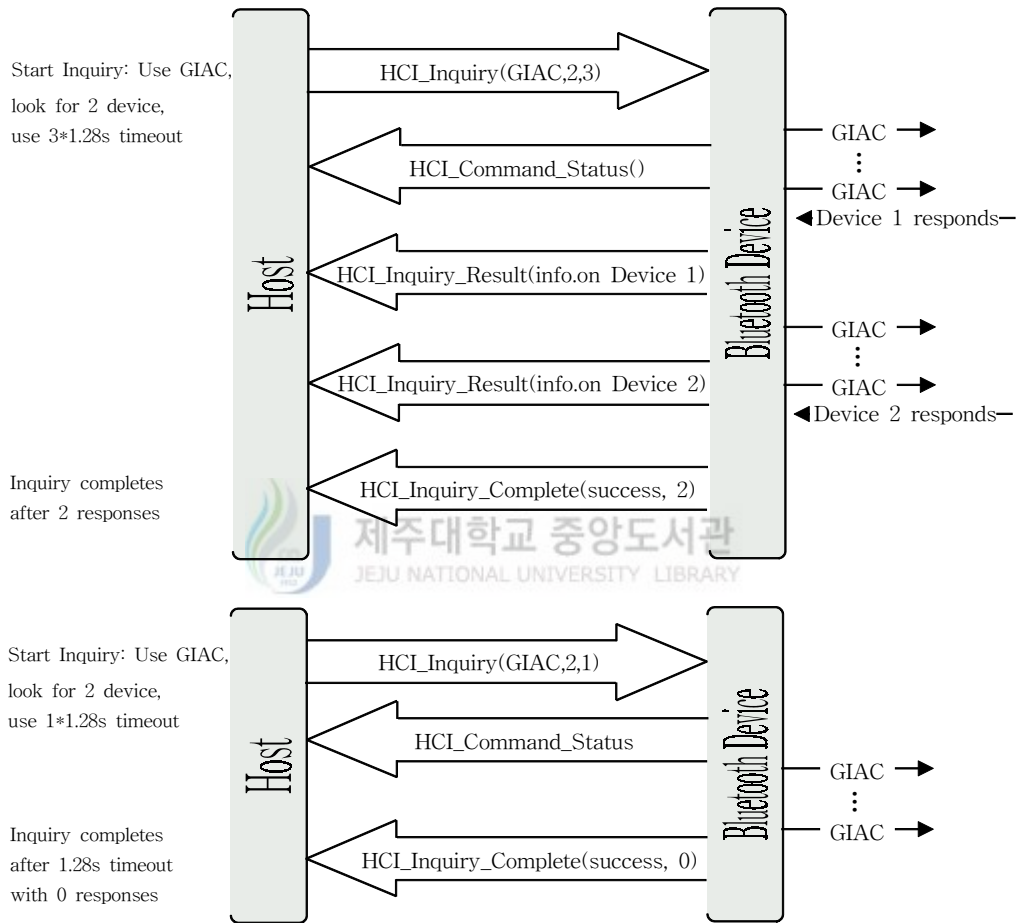 Start Inquiry: Use GIAC,
look for 2 device,
use 3*1.28s timeout
HCI_Inquiry(GIAC,2,3)
HCI_Command_Status()
HCI_Inquiry_Result(info.on Device 1)
HCI_Inquiry_Result(info.on Device 2)
HCI_Inquiry_Complete(success, 2)
Host
Bluetooth Device
GIAC
GIAC
Device 1 responds
GIAC
GIAC
Device 2 responds
Inquiry completes
after 2 responses
제주대학교 중앙도서관
JEJU NATIONAL UNIVERSITY LIBRARY
JEJU
1952
Start Inquiry: Use GIAC,
look for 2 device,
use 1*1.28s timeout
HCI_Inquiry(GIAC,2,1)
HCI_Command_Status
HCI_Inquiry_Complete(success, 0)
Host
Bluetooth Device
GIAC
GIAC
Inquiry completes
after 1.28s timeout
with 0 responses